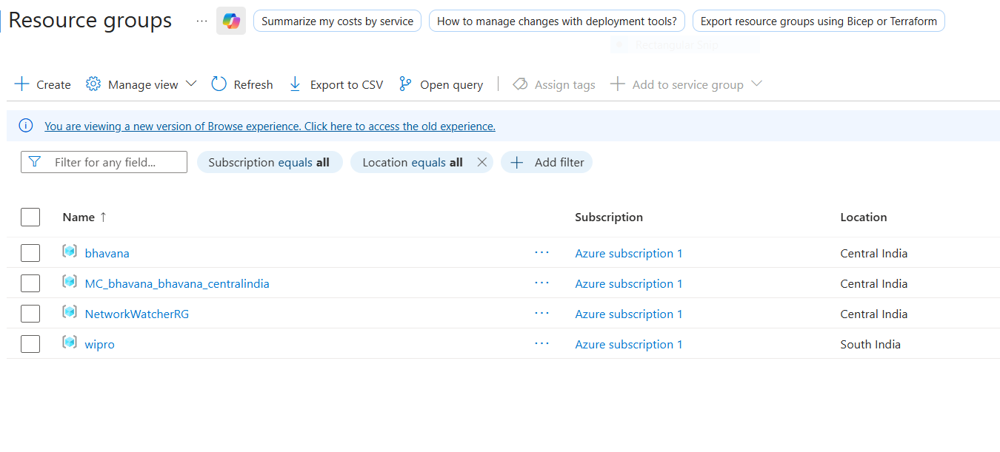 Resource groups ... Summarize my costs by service How to manage changes with deployment tools? Export resource groups using Bicep or Terraform
Rectangular Snip
Create Manage view Refresh Export to CSV Open query Assign tags Add to service group
You are viewing a new version of Browse experience. Click here to access the old experience.
Filter for any field... Subscription equals all Location equals all Add filter
Name ↑ Subscription Location
bhavana ... Azure subscription 1 Central India
MC_bhavana_bhavana_centralindia ... Azure subscription 1 Central India
NetworkWatcherRG ... Azure subscription 1 Central India
wipro ... Azure subscription 1 South India